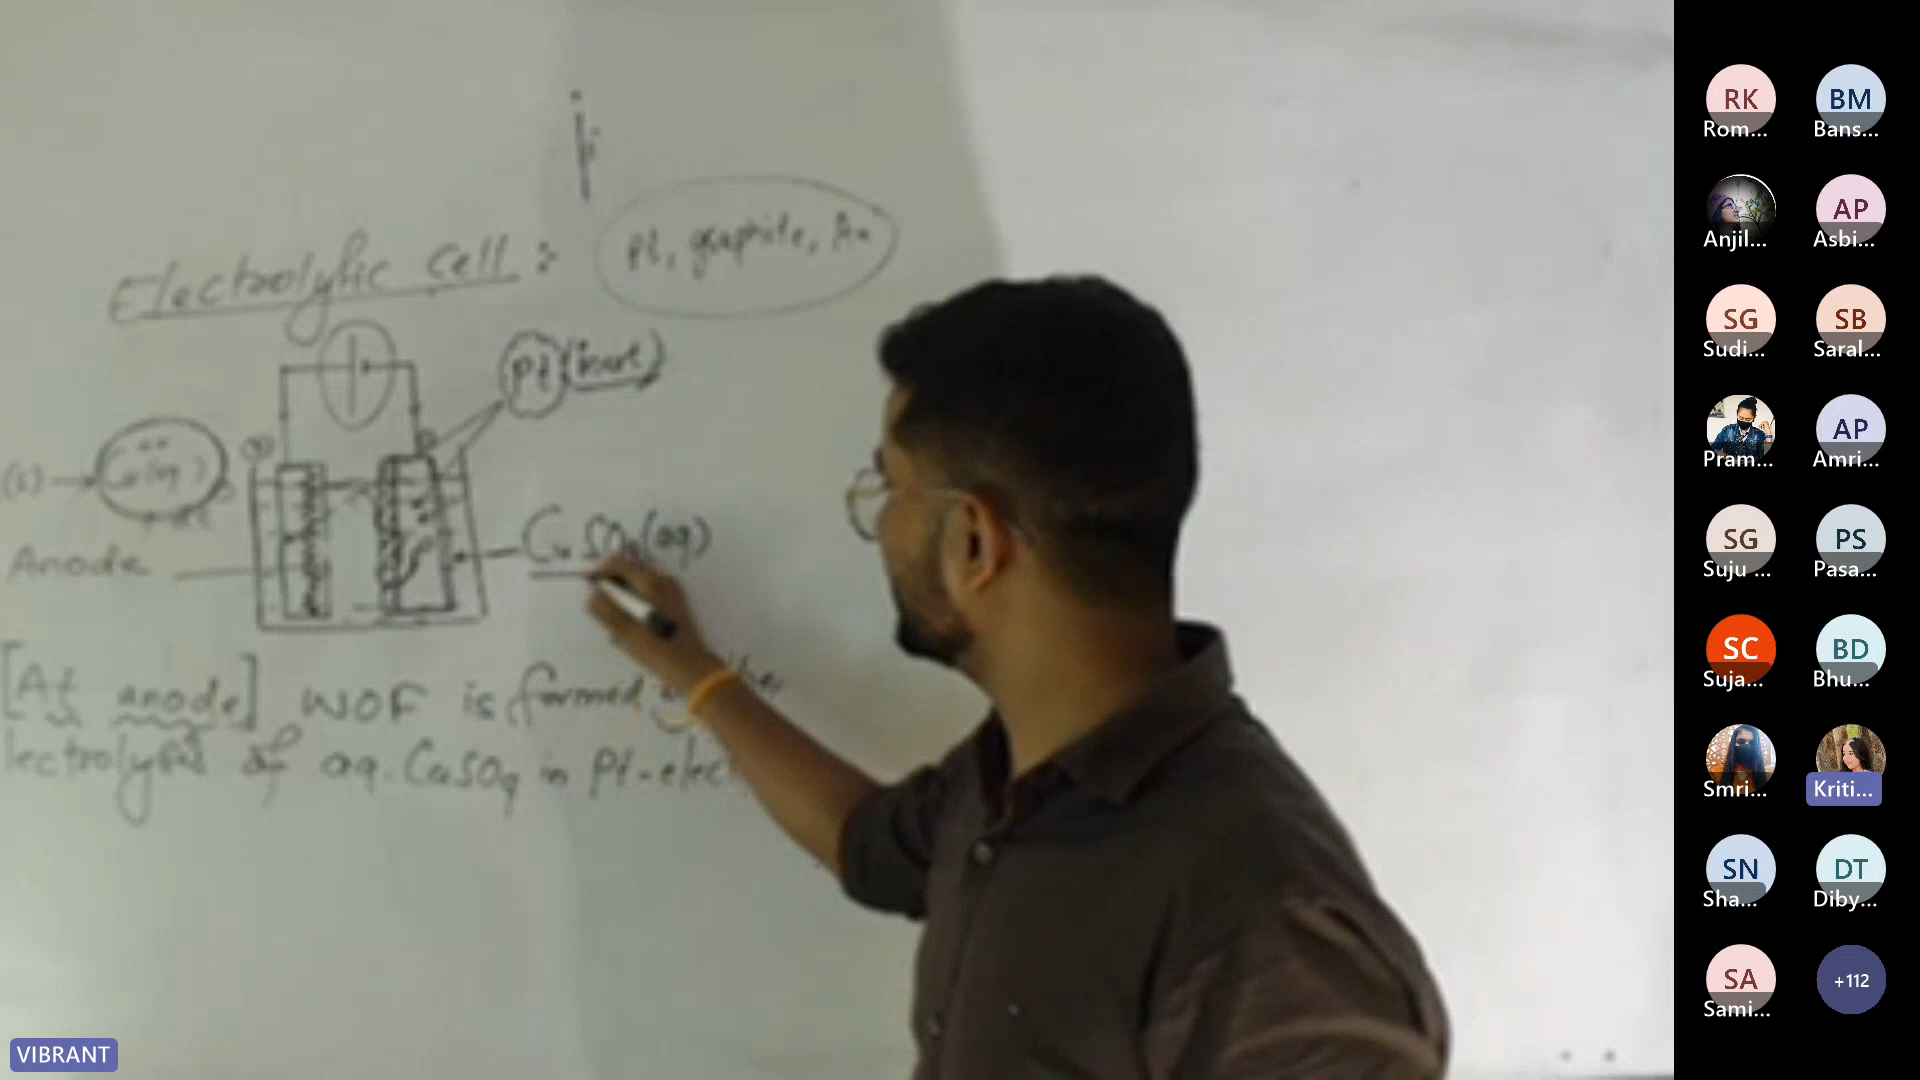 Electrolytic cell :
Pt, graphite, Au
Pt (inert)
(s) →
(aq)
Anode
CuSO4(aq)
[At anode] WOF is formed
lectrolysis of aq. CuSO4 in Pt-elec
RK
Rom...
BM
Bans...
Anjil...
AP
Asbi...
SG
Sudi...
SB
Saral...
Pram...
AP
Amri...
SG
Suju ...
PS
Pasa...
SC
Suja...
BD
Bhu...
Smri...
Kriti...
SN
Sha...
DT
Diby...
SA
Sami...
+112
VIBRANT